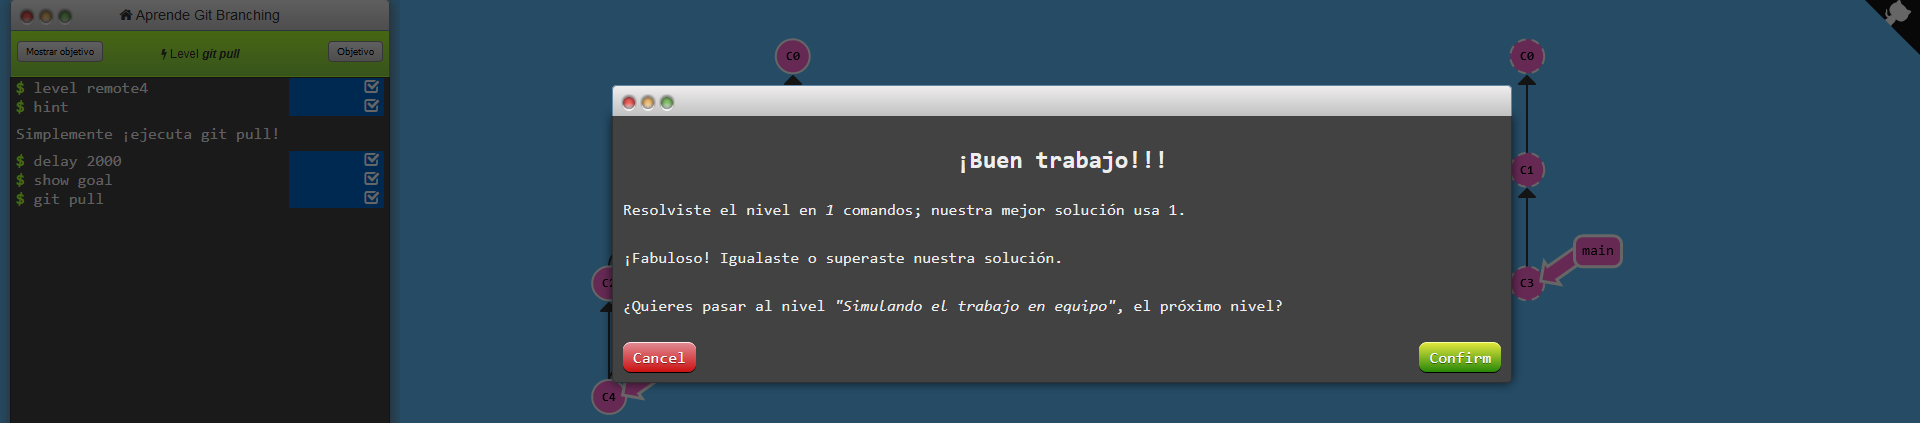 Aprende Git Branching
Mostrar objetivo
Level git pull
Objetivo
$ level remote4
$ hint
Simplemente ¡ejecuta git pull!
$ delay 2000
$ show goal
$ git pull
C0
C4
¡Buen trabajo!!!
Resolviste el nivel en 1 comandos; nuestra mejor solución usa 1.
¡Fabuloso! Igualaste o superaste nuestra solución.
¿Quieres pasar al nivel "Simulando el trabajo en equipo", el próximo nivel?
Cancel
Confirm
C0
C1
main
C3